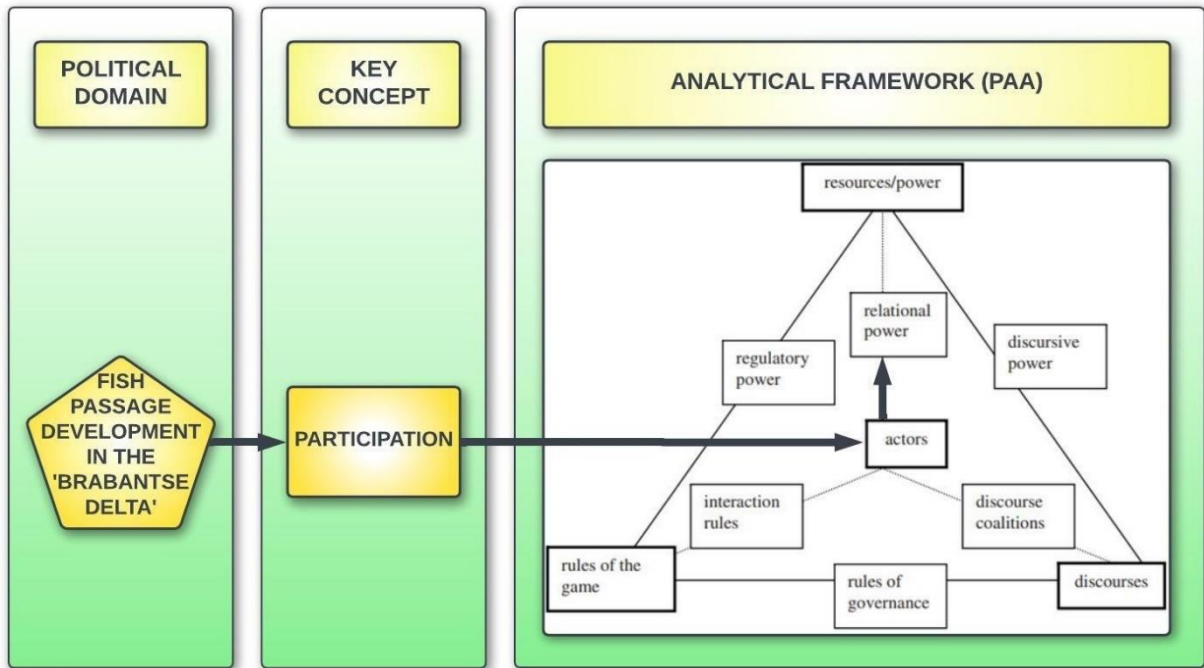 POLITICAL
DOMAIN
KEY
CONCEPT
ANALYTICAL FRAMEWORK (PAA)
FISH
PASSAGE
DEVELOPMENT
IN THE
'BRABANTSE
DELTA'
PARTICIPATION
resources/power
relational
power
regulatory
power
discursive
power
actors
interaction
rules
discourse
coalitions
rules of the
game
rules of
governance
discourses